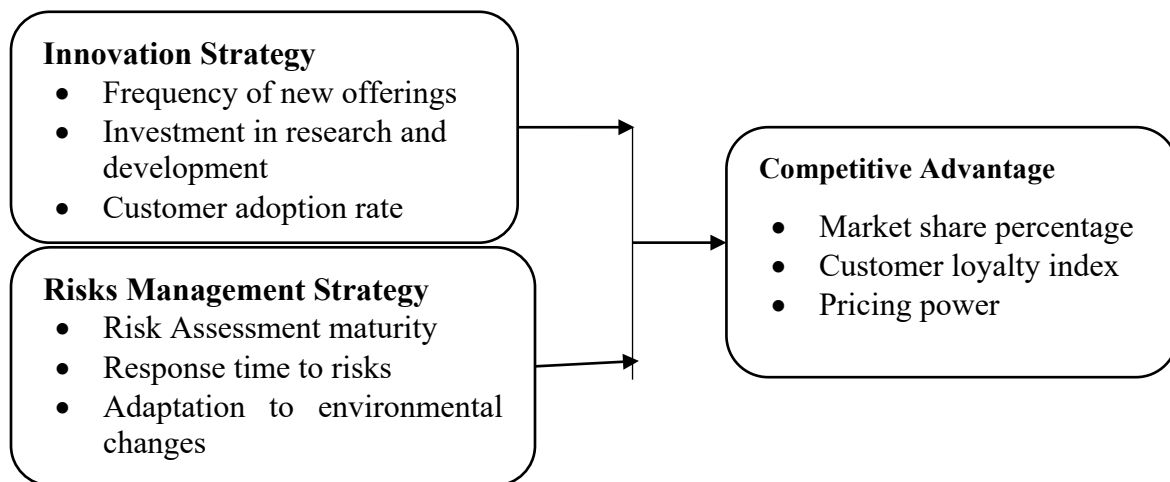 Innovation Strategy
• Frequency of new offerings
• Investment in research and
development
• Customer adoption rate
Risks Management Strategy
• Risk Assessment maturity
• Response time to risks
• Adaptation to environmental
changes
Competitive Advantage
• Market share percentage
• Customer loyalty index
• Pricing power